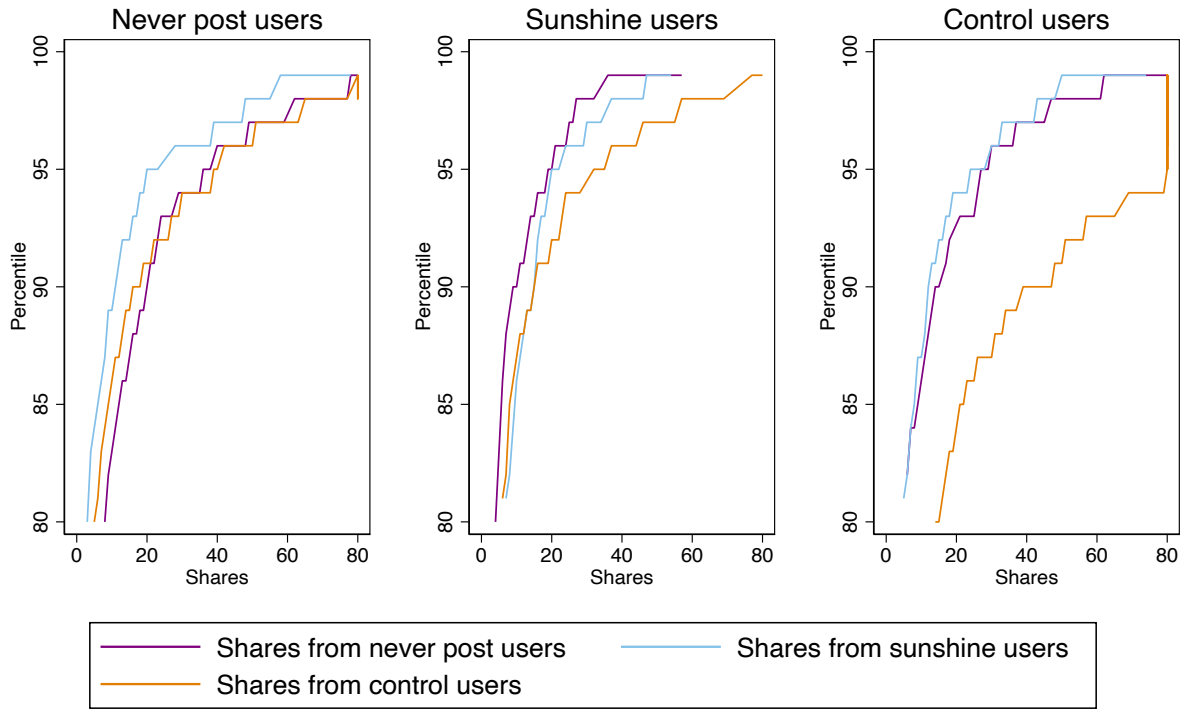 Never post users
Sunshine users
Control users
Percentile
100
95
90
85
80
0 20 40 60 80
Shares
Percentile
100
95
90
85
80
0 20 40 60 80
Shares
Percentile
100
95
90
85
80
0 20 40 60 80
Shares
Shares from never post users
Shares from sunshine users
Shares from control users